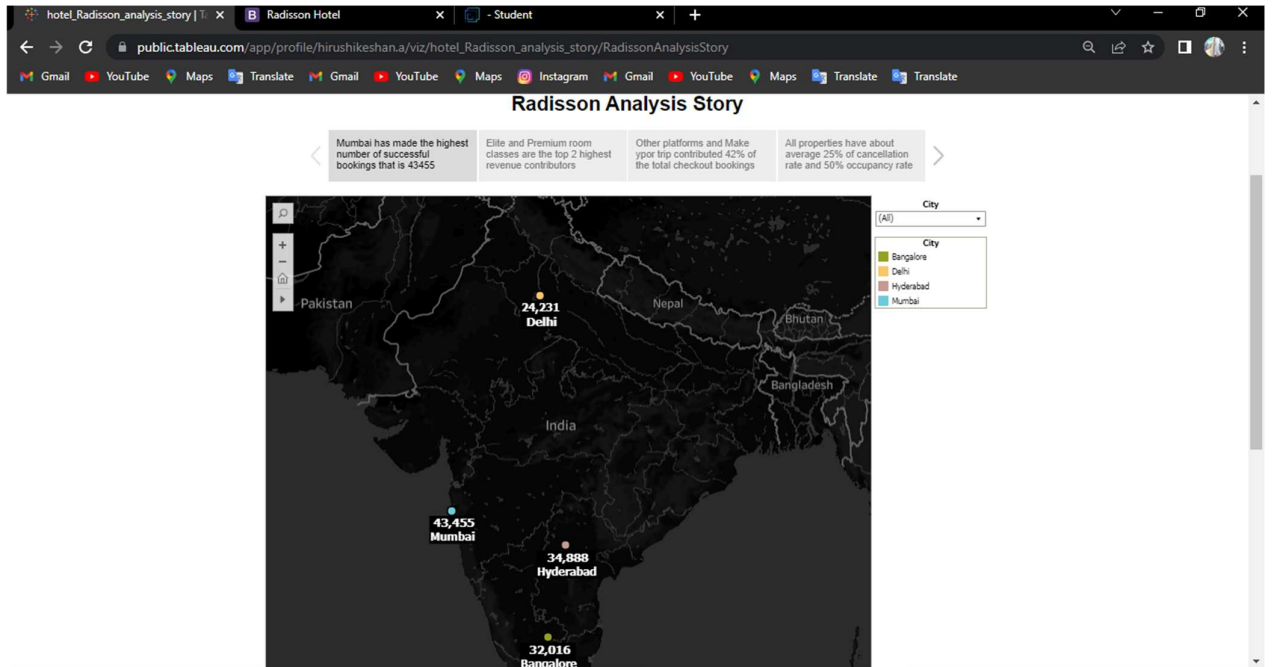 hotel_Radisson_analysis_story | T
Radisson Hotel
- Student
public.tableau.com/app/profile/hirushikeshan.a/viz/hotel_Radisson_analysis_story/RadissonAnalysisStory
Gmail YouTube Maps Translate Gmail YouTube Maps Instagram Gmail YouTube Maps Translate Translate
Radisson Analysis Story
Mumbai has made the highest
number of successful
bookings that is 43455
Elite and Premium room
classes are the top 2 highest
revenue contributors
Other platforms and Make
ypor trip contributed 42% of
the total checkout bookings
All properties have about
average 25% of cancellation
rate and 50% occupancy rate
City
(All)
City
Bangalore
Delhi
Hyderabad
Mumbai
Pakistan
Nepal
Bhutan
24,231
Delhi
Bangladesh
India
43,455
Mumbai
34,888
Hyderabad
32,016
Bangalore